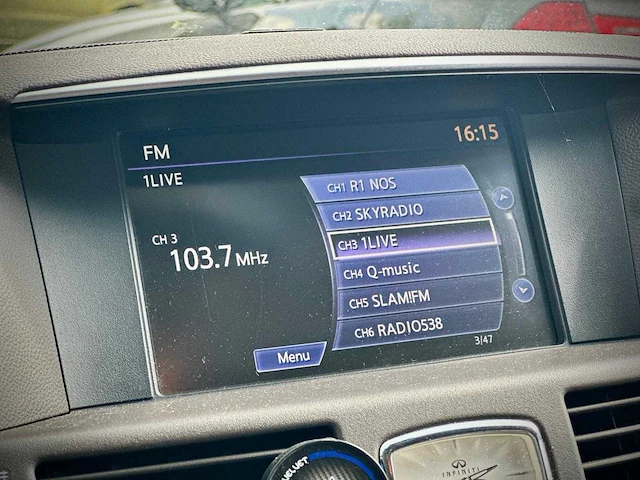 FM
16:15
1LIVE
CH 3
103.7 MHz
CH1 R1 NOS
CH2 SKYRADIO
CH3 1LIVE
CH4 Q-music
CH5 SLAM!FM
CH6 RADIO538
3/47
Menu
VELVET
INFINITI